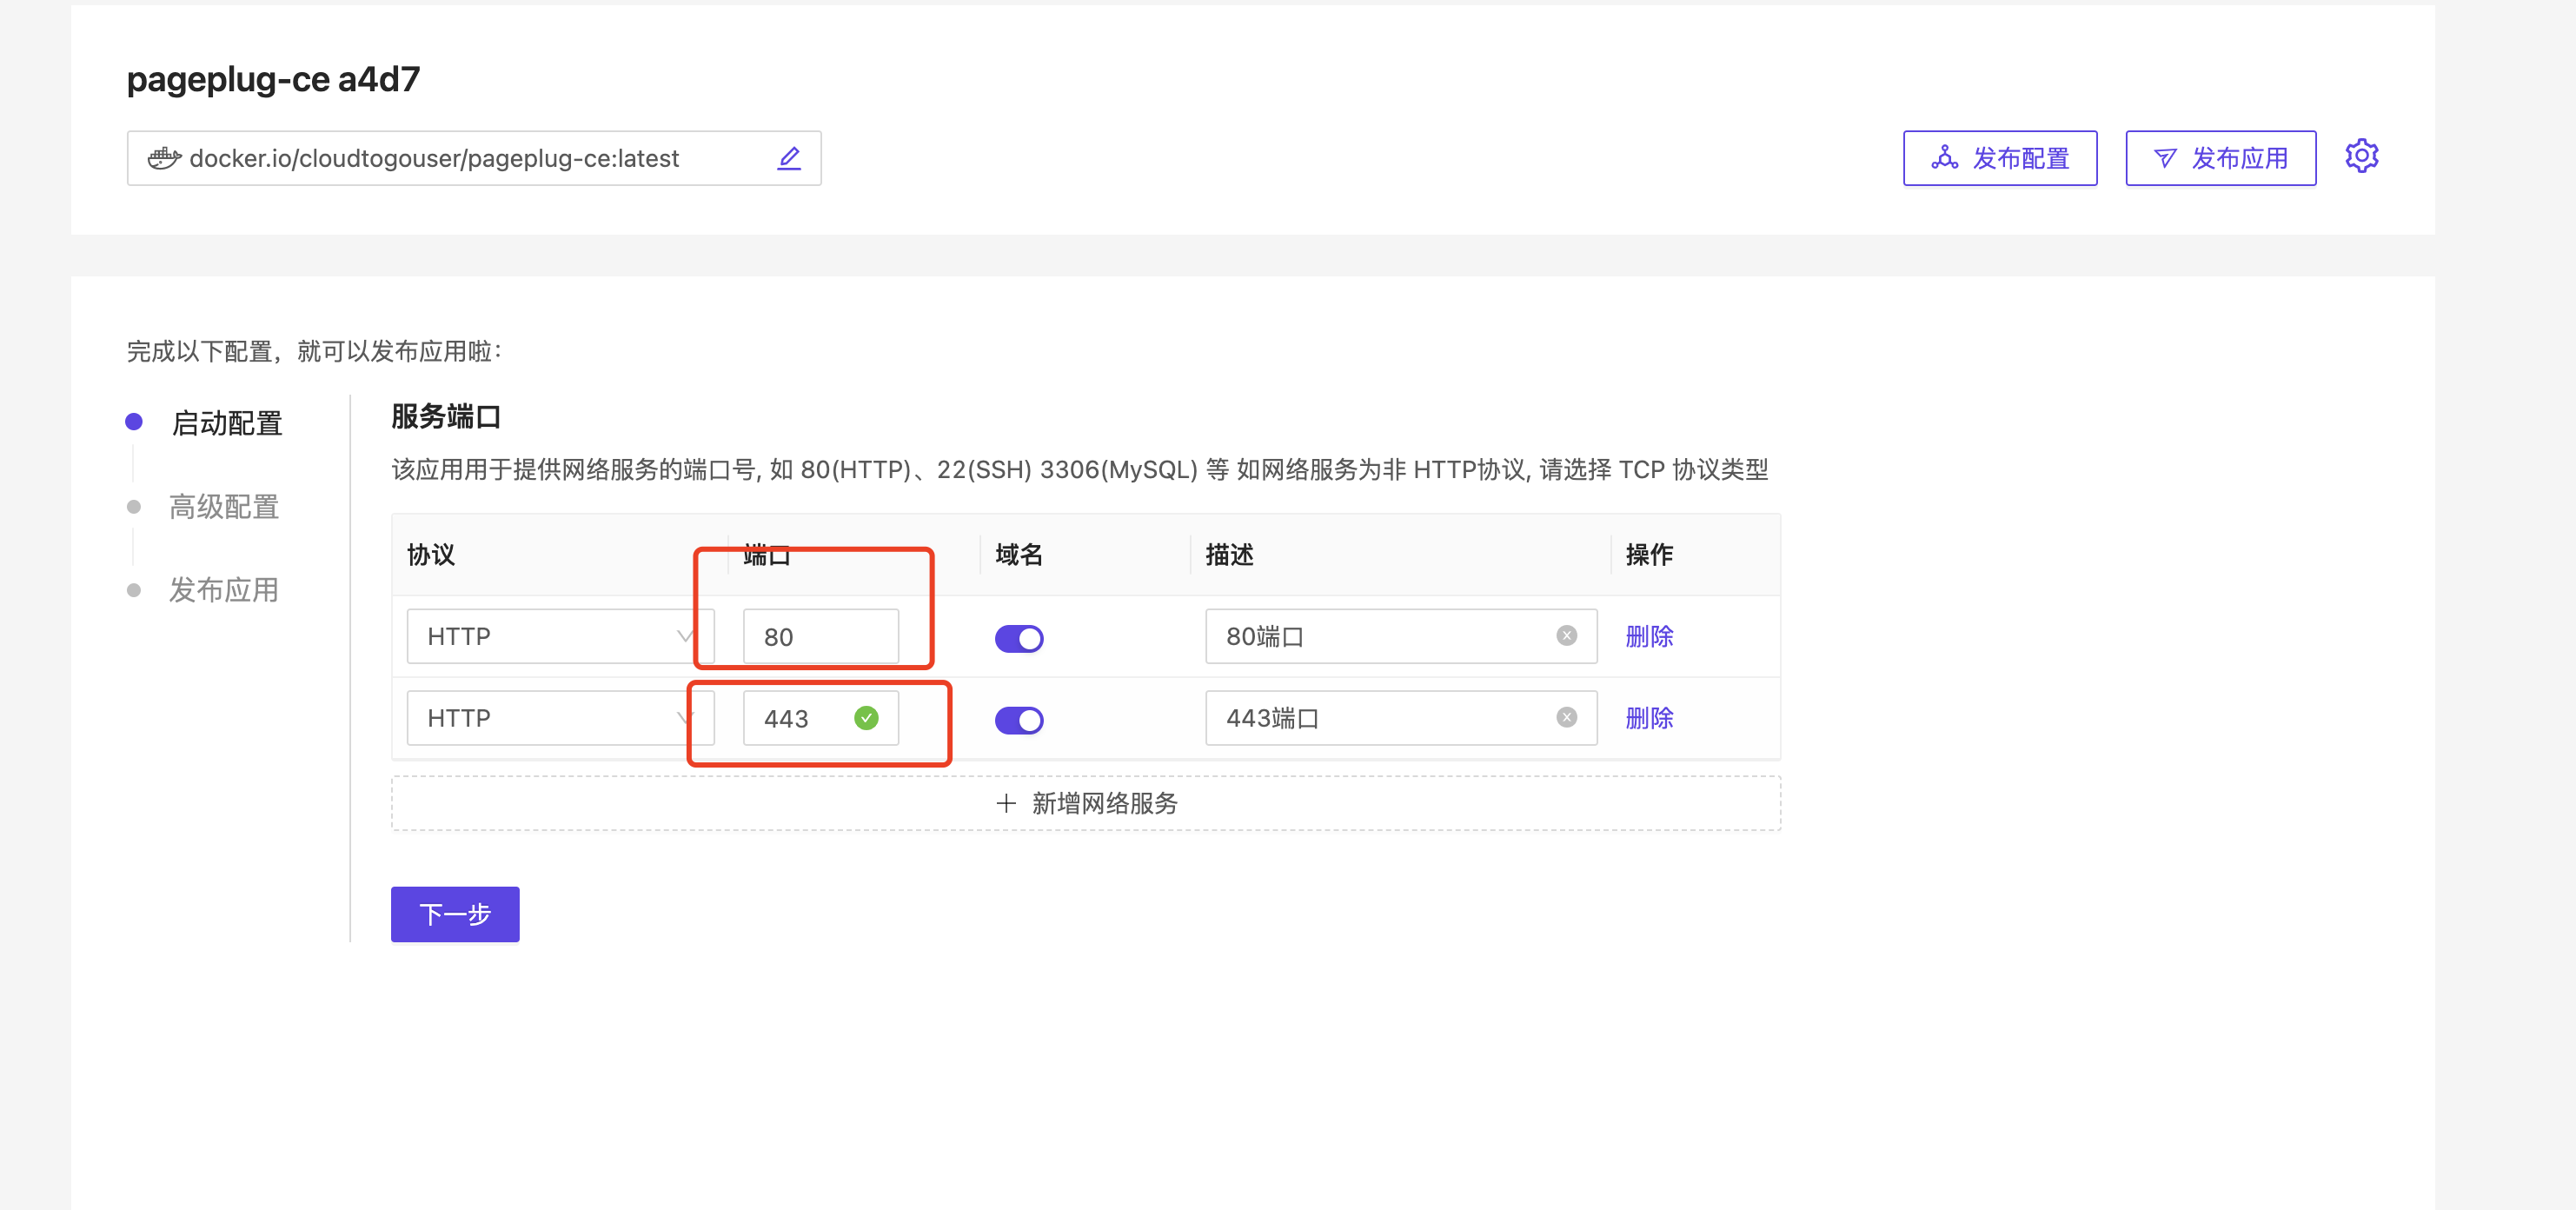 pageplug-ce a4d7
docker.io/cloudtogouser/pageplug-ce:latest
发布配置
发布应用
完成以下配置，就可以发布应用啦：
启动配置
高级配置
发布应用
服务端口
该应用用于提供网络服务的端口号, 如 80(HTTP)、22(SSH) 3306(MySQL) 等 如网络服务为非 HTTP协议, 请选择 TCP 协议类型
协议 端口 域名 描述 操作
HTTP 80 80端口 删除
HTTP 443 443端口 删除
+ 新增网络服务
下一步